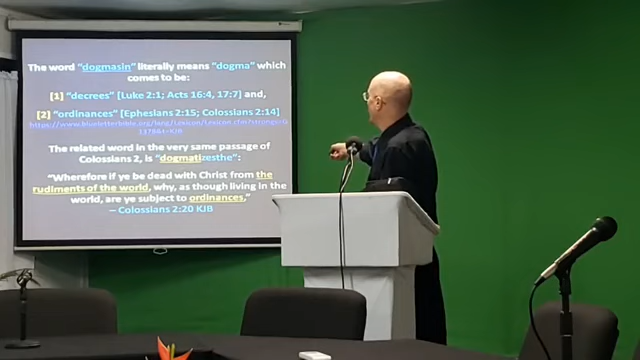 The word “dogmasin” literally means “dogma” which
comes to be:
[1] “decrees” [Luke 2:1; Acts 16:4, 17:7] and,
[2] “ordinances” [Ephesians 2:15; Colossians 2:14]
The related word in the very same passage of
Colossians 2, is “dogmatizesthe”:
“Wherefore if ye be dead with Christ from the
rudiments of the world, why, as though living in the
world, are ye subject to ordinances,”
– Colossians 2:20 KJB